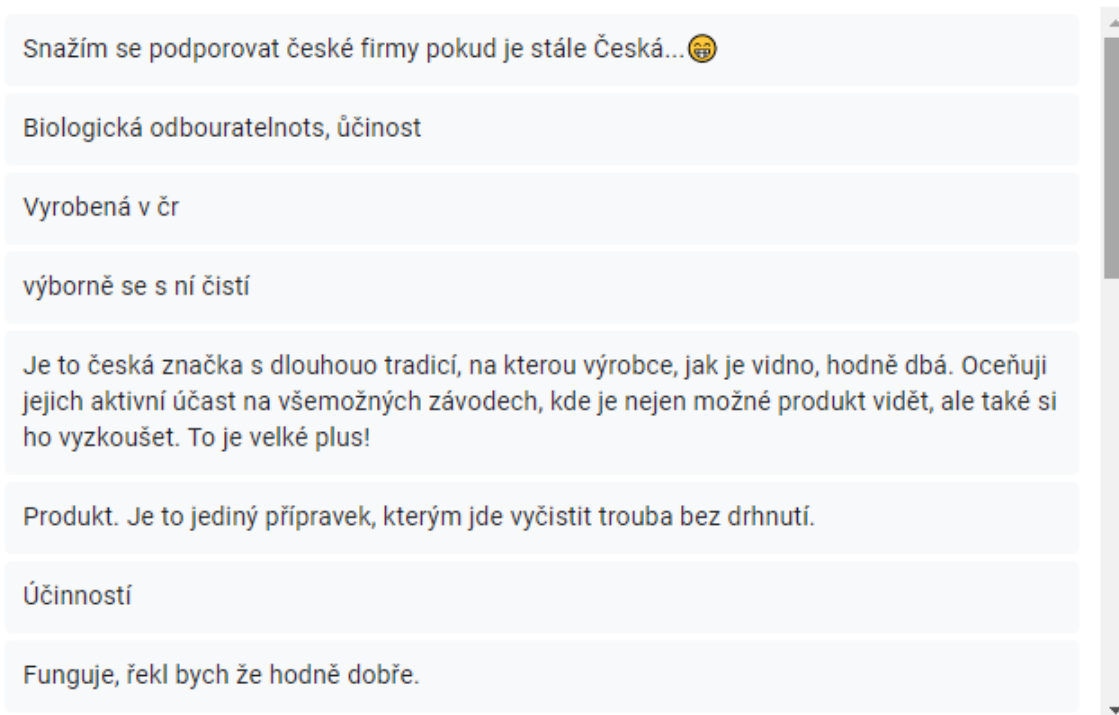 Snažím se podporovat české firmy pokud je stále Česká...😁
Biologická odbouratelnots, ůčinost
Vyrobená v čr
výborně se s ní čistí
Je to česká značka s dlouhouo tradicí, na kterou výrobce, jak je vidno, hodně dbá. Oceňuji
jejich aktivní účast na všemožných závodech, kde je nejen možné produkt vidět, ale také si
ho vyzkoušet. To je velké plus!
Produkt. Je to jediný přípravek, kterým jde vyčistit trouba bez drhnutí.
Účinností
Funguje, řekl bych že hodně dobře.